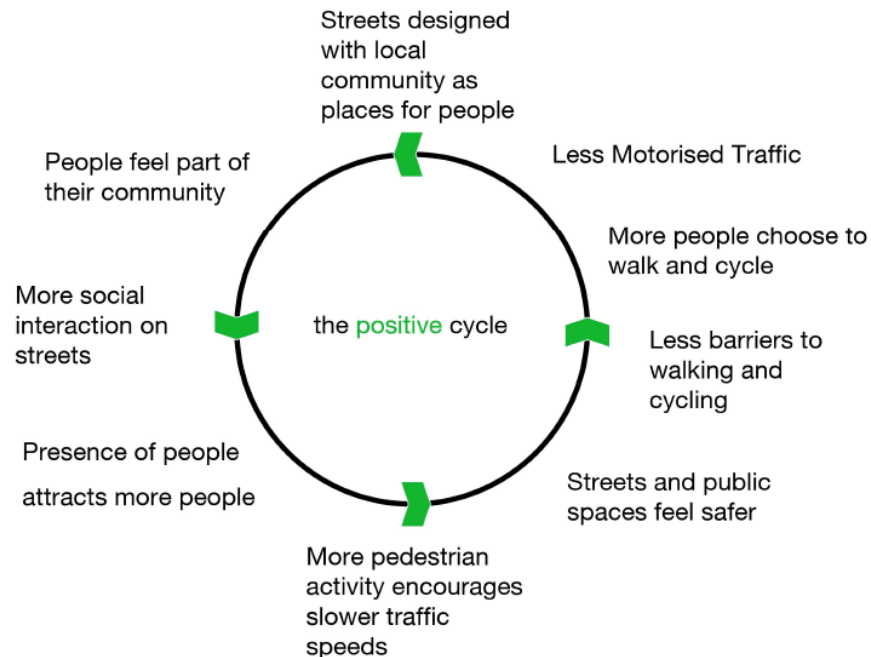 Streets designed
with local
community as
places for people
People feel part of
their community
More social
interaction on
streets
Presence of people
attracts more people
More pedestrian
activity encourages
slower traffic
speeds
Streets and public
spaces feel safer
Less barriers to
walking and
cycling
More people choose to
walk and cycle
Less Motorised Traffic
the positive cycle